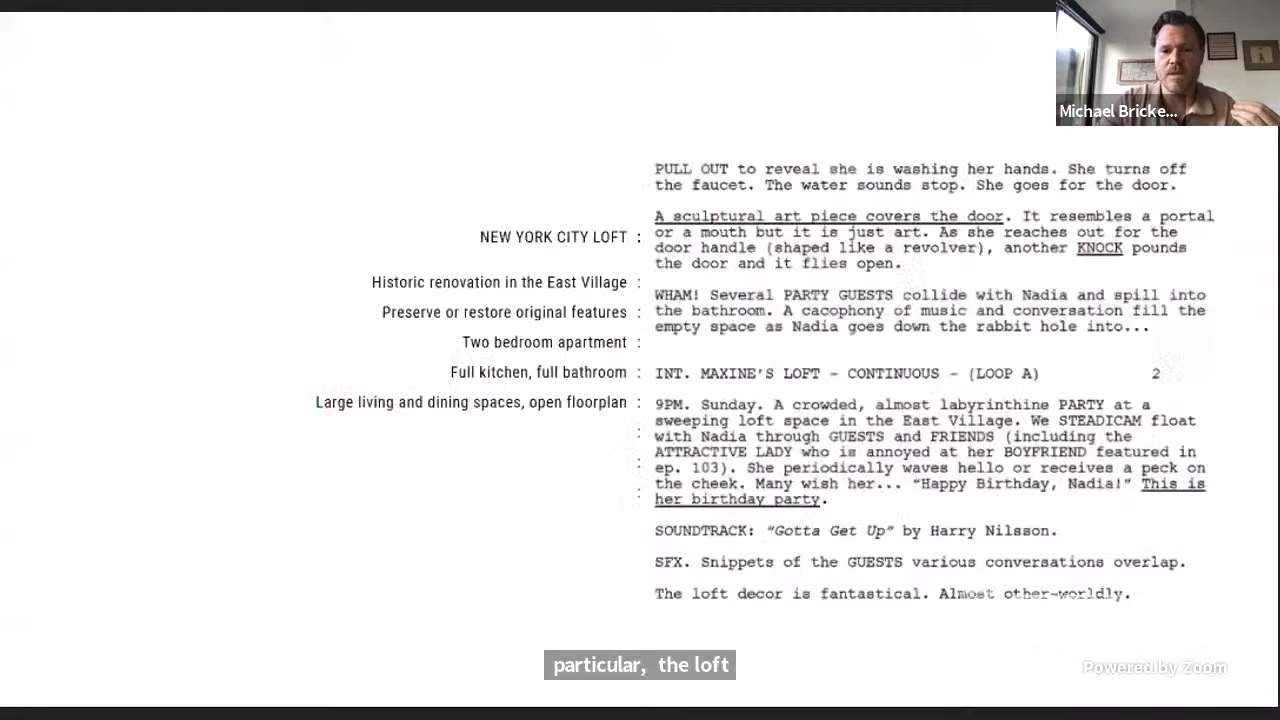 Michael Bricke...
NEW YORK CITY LOFT :
Historic renovation in the East Village :
Preserve or restore original features :
Two bedroom apartment :
Full kitchen, full bathroom :
Large living and dining spaces, open floorplan :
:
:
:
PULL OUT to reveal she is washing her hands. She turns off
the faucet. The water sounds stop. She goes for the door.
A sculptural art piece covers the door. It resembles a portal
or a mouth but it is just art. As she reaches out for the
door handle (shaped like a revolver), another KNOCK pounds
the door and it flies open.
WHAM! Several PARTY GUESTS collide with Nadia and spill into
the bathroom. A cacophony of music and conversation fill the
empty space as Nadia goes down the rabbit hole into...
INT. MAXINE'S LOFT - CONTINUOUS - (LOOP A) 2
9PM. Sunday. A crowded, almost labyrinthine PARTY at a
sweeping loft space in the East Village. We STEADICAM float
with Nadia through GUESTS and FRIENDS (including the
ATTRACTIVE LADY who is annoyed at her BOYFRIEND featured in
ep. 103). She periodically waves hello or receives a peck on
the cheek. Many wish her... "Happy Birthday, Nadia!" This is
her birthday party.
SOUNDTRACK: "Gotta Get Up" by Harry Nilsson.
SFX. Snippets of the GUESTS various conversations overlap.
The loft decor is fantastical. Almost other-worldly.
particular, the loft
Powered by Zoom